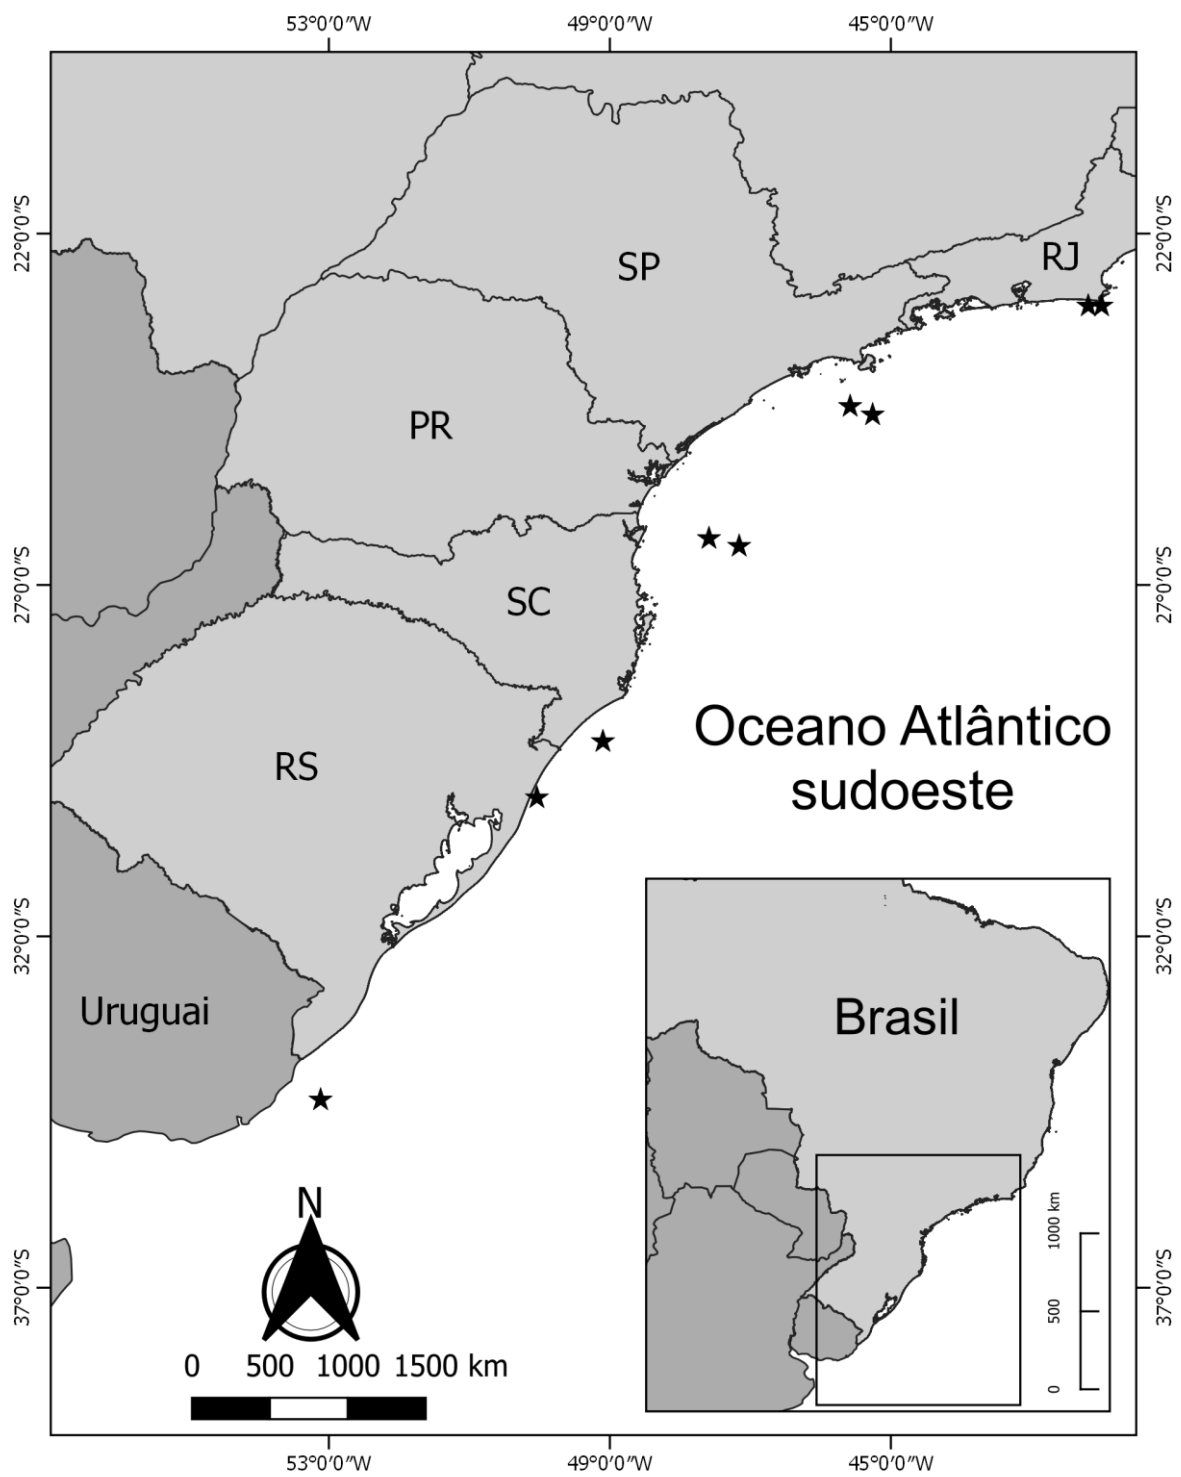 53°0′0″W 49°0′0″W 45°0′0″W
22°0′0″S 22°0′0″S
RJ
SP
PR
27°0′0″S 27°0′0″S
SC
Oceano Atlântico
sudoeste
RS
32°0′0″S 32°0′0″S
Uruguai
Brasil
N
1000 km
500
0
37°0′0″S 37°0′0″S
0 500 1000 1500 km
53°0′0″W 49°0′0″W 45°0′0″W